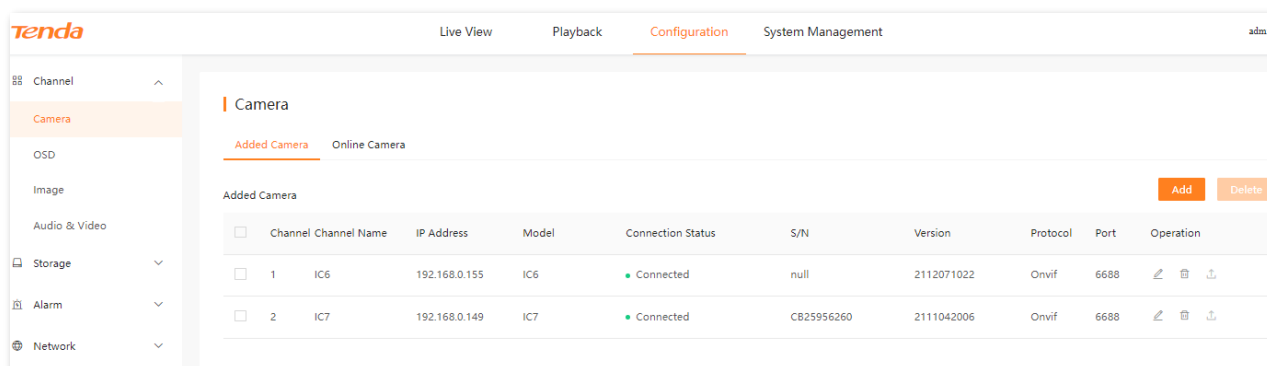 Tenda Live View Playback Configuration System Management adm
Channel
Camera
OSD
Image
Audio & Video
Storage
Alarm
Network
Camera
Added Camera Online Camera
Added Camera Add Delete
Channel Channel Name IP Address Model Connection Status S/N Version Protocol Port Operation
1 IC6 192.168.0.155 IC6 Connected null 2112071022 Onvif 6688
2 IC7 192.168.0.149 IC7 Connected CB25956260 2111042006 Onvif 6688